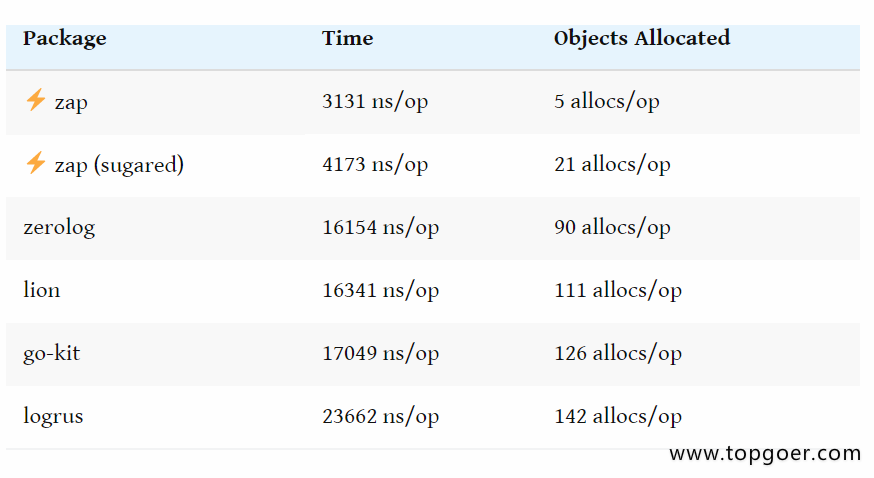 Package Time Objects Allocated
⚡ zap 3131 ns/op 5 allocs/op
⚡ zap (sugared) 4173 ns/op 21 allocs/op
zerolog 16154 ns/op 90 allocs/op
lion 16341 ns/op 111 allocs/op
go-kit 17049 ns/op 126 allocs/op
logrus 23662 ns/op 142 allocs/op
www.topgoer.com